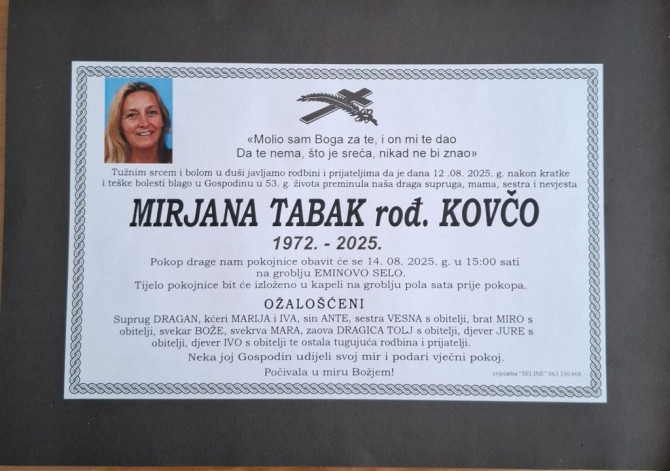 «Molio sam Boga za te, i on mi te dao
Da te nema, što je sreća, nikad ne bi znao»
Tužnim srcem i bolom u duši javljamo rodbini i prijateljima da je dana 12 .08. 2025. g. nakon kratke
i teške bolesti blago u Gospodinu u 53. g. života preminula naša draga supruga, mama, sestra i nevjesta
MIRJANA TABAK rođ. KOVČO
1972. - 2025.
Pokop drage nam pokojnice obavit će se 14. 08. 2025. g. u 15:00 sati
na groblju EMINOVO SELO.
Tijelo pokojnice bit će izloženo u kapeli na groblju pola sata prije pokopa.
OŽALOŠĆENI
Suprug DRAGAN, kćeri MARIJA i IVA, sin ANTE, sestra VESNA s obitelji, brat MIRO s
obitelji, svekar BOŽE, svekrva MARA, zaova DRAGICA TOLJ s obitelji, djever JURE s
obitelji, djever IVO s obitelji te ostala tugujuća rodbina i prijatelji.
Neka joj Gospodin udijeli svoj mir i podari vječni pokoj.
Počivala u miru Božjem!
cvjećarna "SELINE" 063